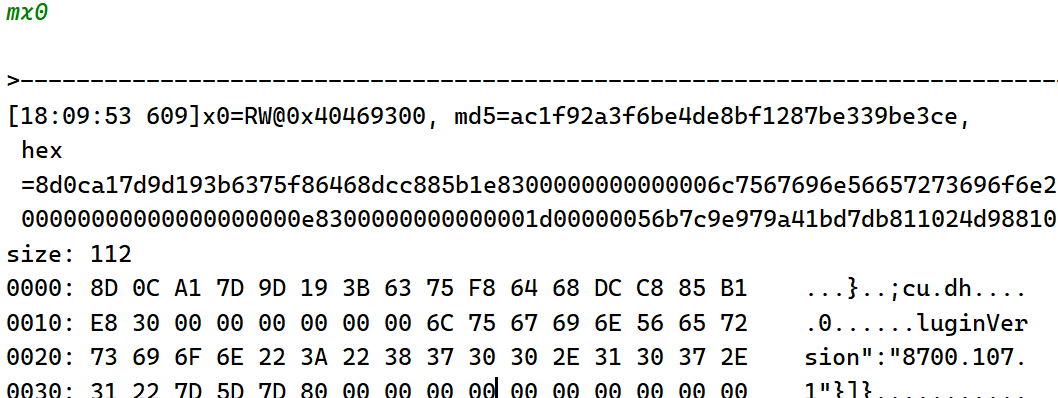 mx0
>---------------------------------------------------------------------------
[18:09:53 609]x0=RW@0x40469300, md5=ac1f92a3f6be4de8bf1287be339be3ce,
hex
=8d0ca17d9d193b6375f86468dcc885b1e8300000000000006c7567696e56657273696f6e2
00000000000000000000e8300000000000001d00000056b7c9e979a41bd7db811024d98810
size: 112
0000: 8D 0C A1 7D 9D 19 3B 63 75 F8 64 68 DC C8 85 B1    ...}..;cu.dh....
0010: E8 30 00 00 00 00 00 00 6C 75 67 69 6E 56 65 72    .0......luginVer
0020: 73 69 6F 6E 22 3A 22 38 37 30 30 2E 31 30 37 2E    sion":"8700.107.
0030: 31 22 7D 5D 7D 80 00 00 00 00 00 00 00 00 00 00    1"}]}...........